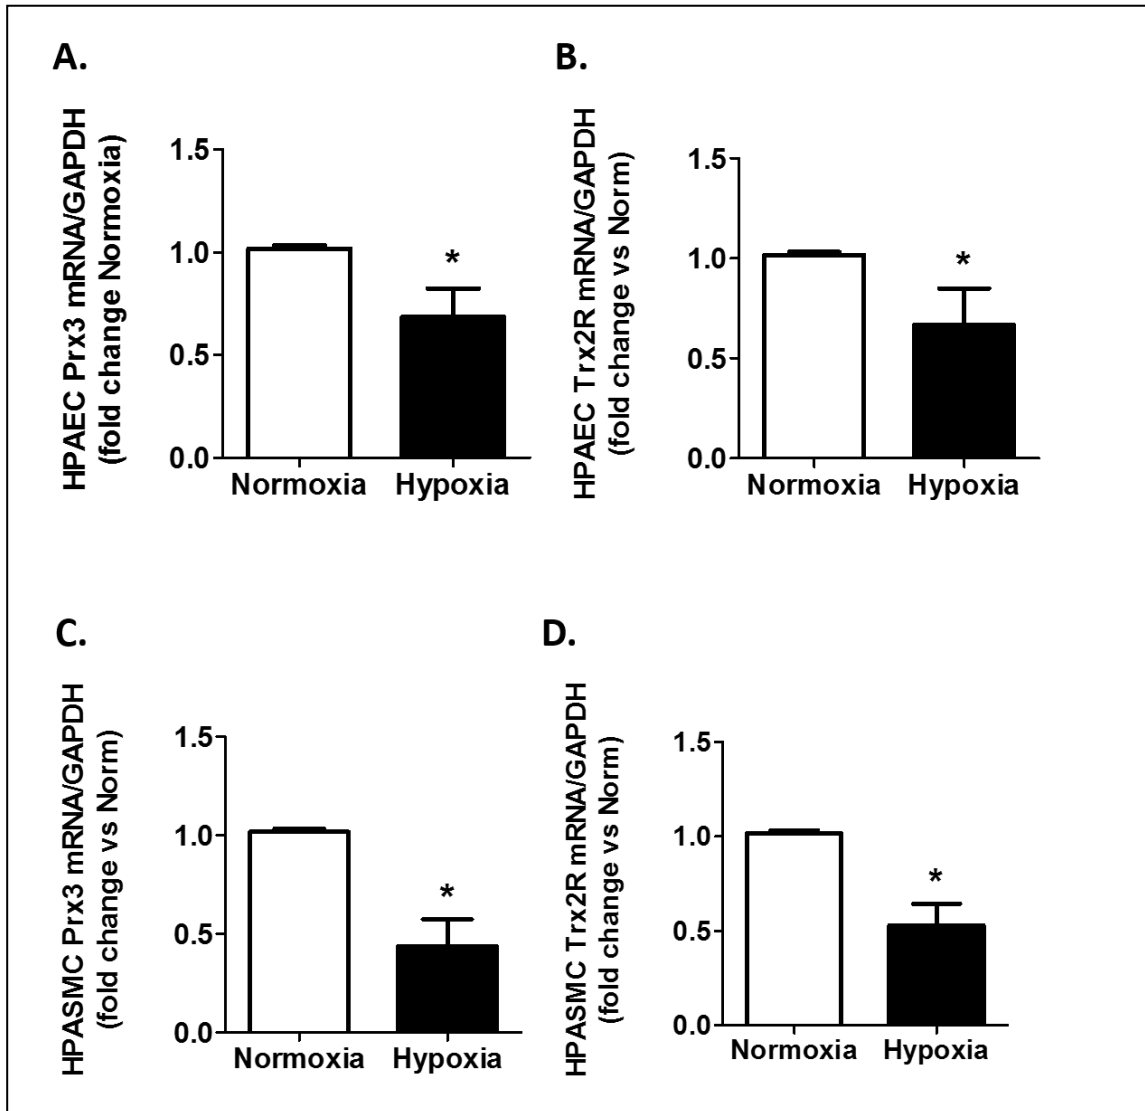 A.
HPAEC Prx3 mRNA/GAPDH
(fold change Normoxia)
1.5
1.0
0.5
0.0
*
Normoxia Hypoxia
B.
HPAEC Trx2R mRNA/GAPDH
(fold change vs Norm)
1.5
1.0
0.5
0.0
*
Normoxia Hypoxia
C.
HPASMC Prx3 mRNA/GAPDH
(fold change vs Norm)
1.5
1.0
0.5
0.0
*
Normoxia Hypoxia
D.
HPASMC Trx2R mRNA/GAPDH
(fold change vs Norm)
1.5
1.0
0.5
0.0
*
Normoxia Hypoxia